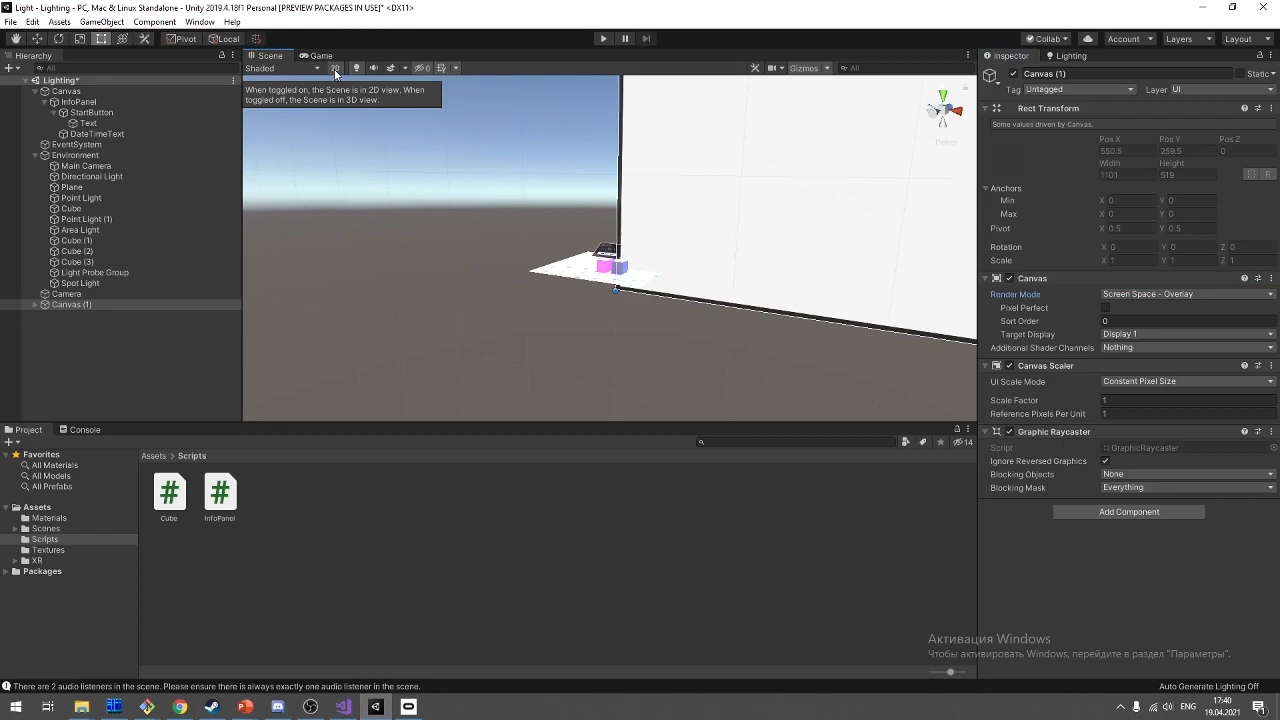 Light - Lighting - PC, Mac & Linux Standalone - Unity 2019.4.18f1 Personal [PREVIEW PACKAGES IN USE]* <DX11>
File Edit Assets GameObject Component Window Help
Pivot Local Collab Account Layers Layout
Hierarchy
All
Lighting*
Canvas
InfoPanel
StartButton
Text
DateTimeText
EventSystem
Environment
Main Camera
Directional Light
Plane
Point Light
Cube
Point Light (1)
Area Light
Cube (1)
Cube (2)
Cube (3)
Light Probe Group
Spot Light
Camera
Canvas (1)
Scene Game
Shaded 2D 0 Gizmos All
When toggled on, the Scene is in 2D view. When
toggled off, the Scene is in 3D view.
Persp
Inspector Lighting
Canvas (1) Static
Tag Untagged Layer UI
Rect Transform
Some values driven by Canvas.
Pos X Pos Y Pos Z
550.5 259.5 0
Width Height
1101 519 R
Anchors
Min X 0 Y 0
Max X 0 Y 0
Pivot X 0.5 Y 0.5
Rotation X 0 Y 0 Z 0
Scale X 1 Y 1 Z 1
Canvas
Render Mode Screen Space - Overlay
Pixel Perfect
Sort Order 0
Target Display Display 1
Additional Shader Channels Nothing
Canvas Scaler
UI Scale Mode Constant Pixel Size
Scale Factor 1
Reference Pixels Per Unit 1
Graphic Raycaster
Script GraphicRaycaster
Ignore Reversed Graphics
Blocking Objects None
Blocking Mask Everything
Add Component
Project Console
14
Favorites
All Materials
All Models
All Prefabs
Assets
Materials
Scenes
Scripts
Textures
XR
Packages
Assets > Scripts
Cube InfoPanel
Активация Windows
Чтобы активировать Windows, перейдите в раздел "Параметры".
There are 2 audio listeners in the scene. Please ensure there is always exactly one audio listener in the scene.
Auto Generate Lighting Off
ENG
17:40
19.04.2021